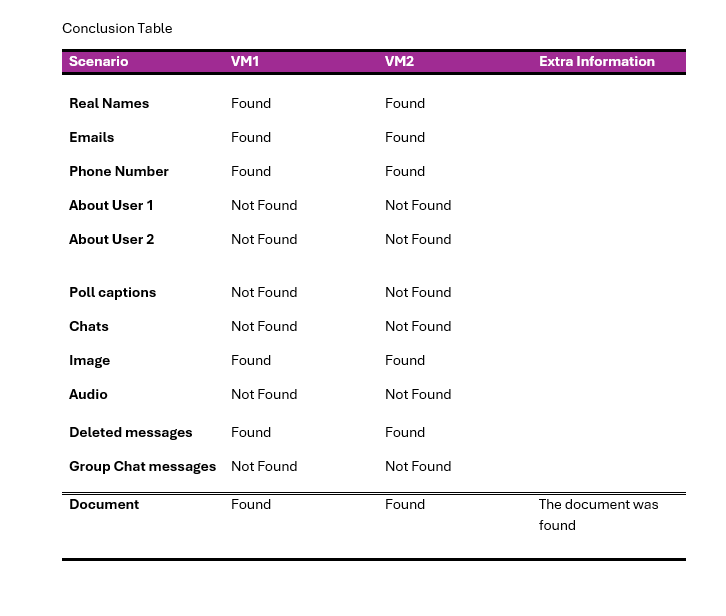 Conclusion Table
Scenario VM1 VM2 Extra Information
Real Names Found Found
Emails Found Found
Phone Number Found Found
About User 1 Not Found Not Found
About User 2 Not Found Not Found
Poll captions Not Found Not Found
Chats Not Found Not Found
Image Found Found
Audio Not Found Not Found
Deleted messages Found Found
Group Chat messages Not Found Not Found
Document Found Found The document was
found